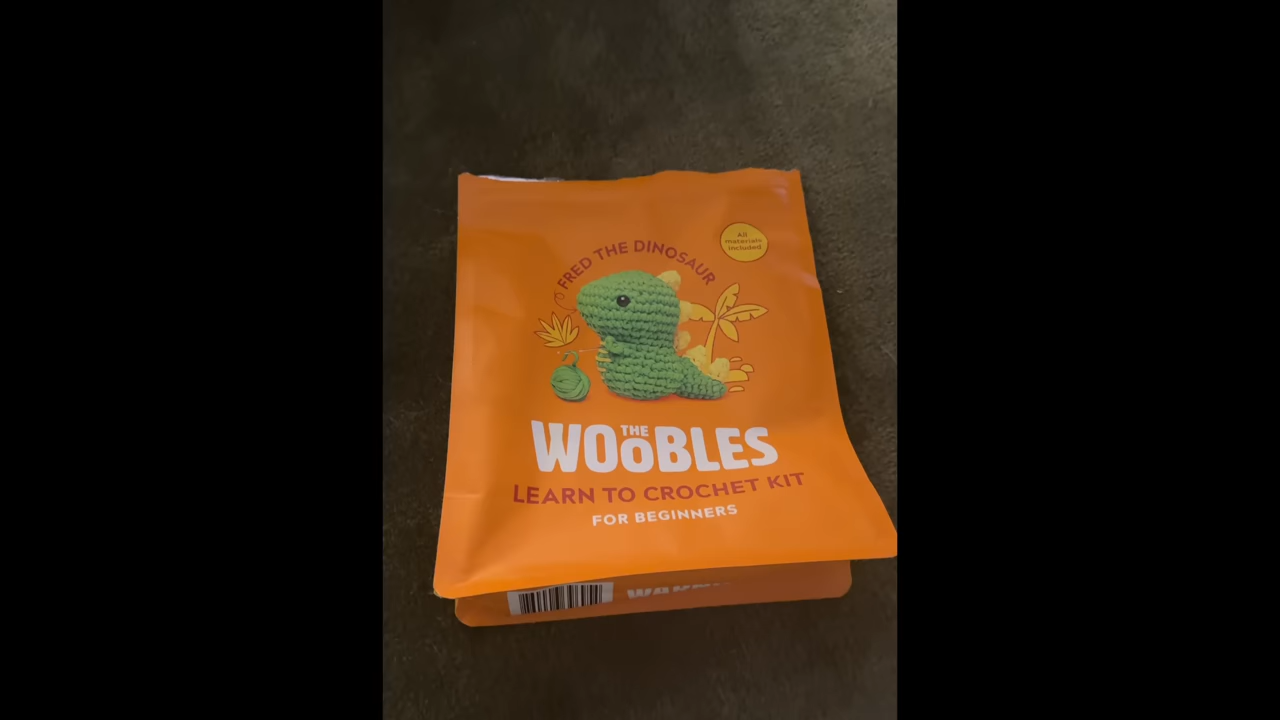 All
materials
included
FRED THE DINOSAUR
THE
WOOBLES
LEARN TO CROCHET KIT
FOR BEGINNERS